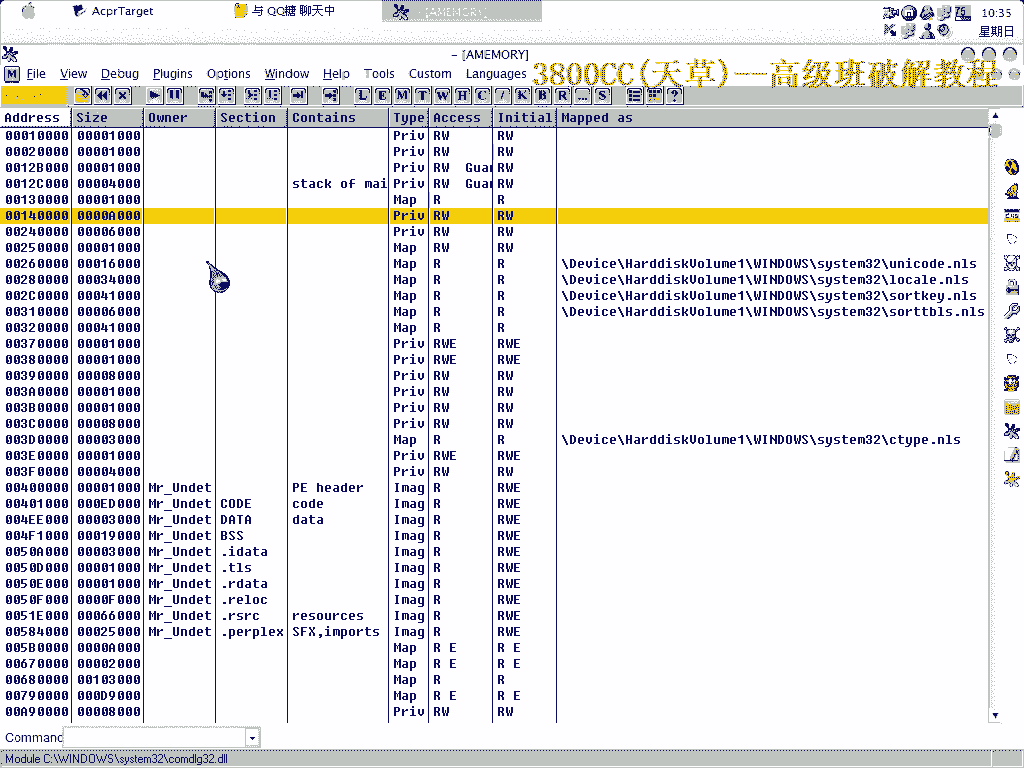 AcprTarget
与 QQ糖 聊天中
[AMEMORY]
75
10:35
星期日
– [AMEMORY]
M File View Debug Plugins Options Window Help Tools Custom Languages
3800CC(天草)--高级班破解教程
L E M T W H C / K B R ... S ?
Address Size Owner Section Contains Type Access Initial Mapped as
00010000 00001000 Priv RW RW
00020000 00001000 Priv RW RW
0012B000 00001000 Priv RW Guar RW
0012C000 00004000 stack of mai Priv RW Guar RW
00130000 00001000 Map R R
00140000 0000A000 Priv RW RW
00240000 00006000 Priv RW RW
00250000 00001000 Map RW RW
00260000 00016000 Map R R \Device\HarddiskVolume1\WINDOWS\system32\unicode.nls
00280000 00034000 Map R R \Device\HarddiskVolume1\WINDOWS\system32\locale.nls
002C0000 00041000 Map R R \Device\HarddiskVolume1\WINDOWS\system32\sortkey.nls
00310000 00006000 Map R R \Device\HarddiskVolume1\WINDOWS\system32\sorttbls.nls
00320000 00041000 Map R R
00370000 00001000 Priv RWE RWE
00380000 00001000 Priv RWE RWE
00390000 00008000 Priv RW RW
003A0000 00001000 Priv RW RW
003B0000 00001000 Priv RW RW
003C0000 00008000 Priv RW RW
003D0000 00003000 Map R R \Device\HarddiskVolume1\WINDOWS\system32\ctype.nls
003E0000 00001000 Priv RWE RWE
003F0000 00004000 Priv RW RW
00400000 00001000 Mr_Undet PE header Imag R RWE
00401000 000ED000 Mr_Undet CODE code Imag R RWE
004EE000 00003000 Mr_Undet DATA data Imag R RWE
004F1000 00019000 Mr_Undet BSS Imag R RWE
0050A000 00003000 Mr_Undet .idata Imag R RWE
0050D000 00001000 Mr_Undet .tls Imag R RWE
0050E000 00001000 Mr_Undet .rdata Imag R RWE
0050F000 0000F000 Mr_Undet .reloc Imag R RWE
0051E000 00066000 Mr_Undet .rsrc resources Imag R RWE
00584000 00025000 Mr_Undet .perplex SFX,imports Imag R RWE
005B0000 0000A000 Map R E R E
00670000 00002000 Map R E R E
00680000 00103000 Map R R
00790000 000D9000 Map R E R E
00A90000 00008000 Priv RW RW
Command
Module C:\WINDOWS\system32\comdlg32.dll